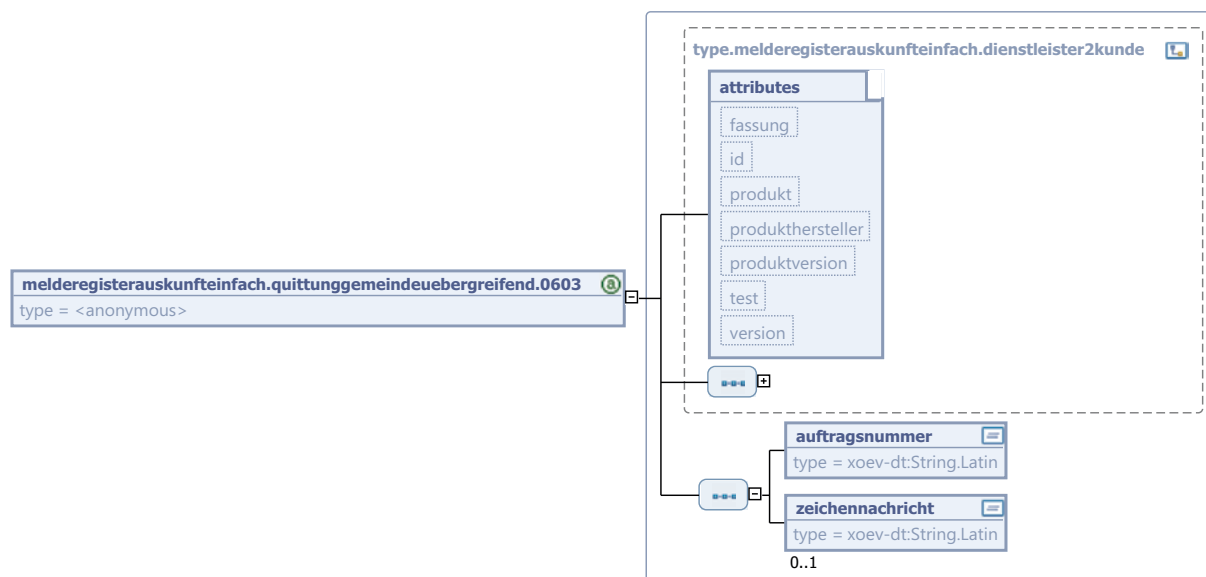 type.melderegisterauskunfteinfach.dienstleister2kunde
attributes
fassung
id
produkt
produkthersteller
produktversion
test
version
melderegisterauskunfteinfach.quittunggemeindeuebergreifend.0603
type = <anonymous>
auftragsnummer
type = xoev-dt:String.Latin
zeichennachricht
type = xoev-dt:String.Latin
0..1